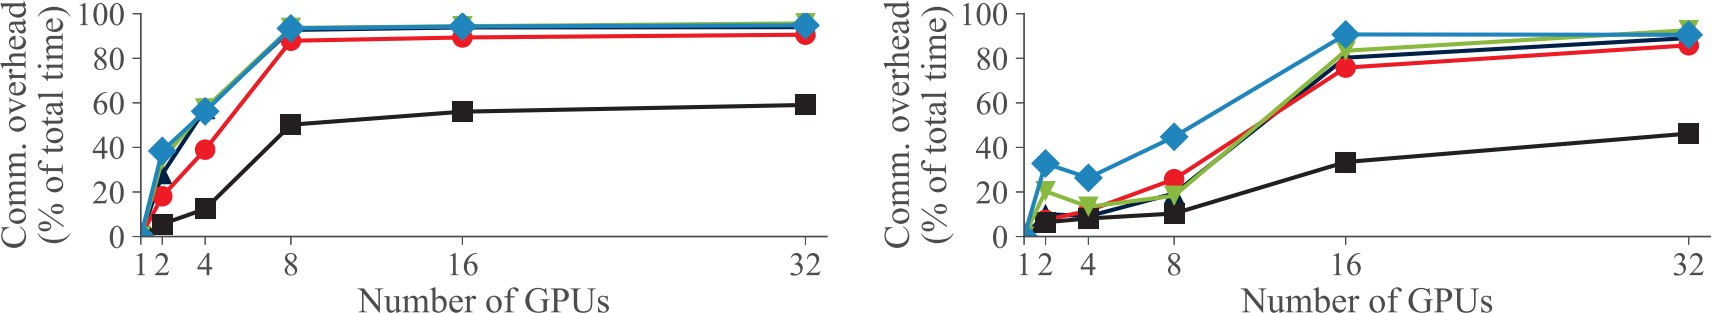 Comm. overhead
(% of total time)
100
80
60
40
20
0
1 2 4 8 16 32
Number of GPUs
Comm. overhead
(% of total time)
100
80
60
40
20
0
1 2 4 8 16 32
Number of GPUs